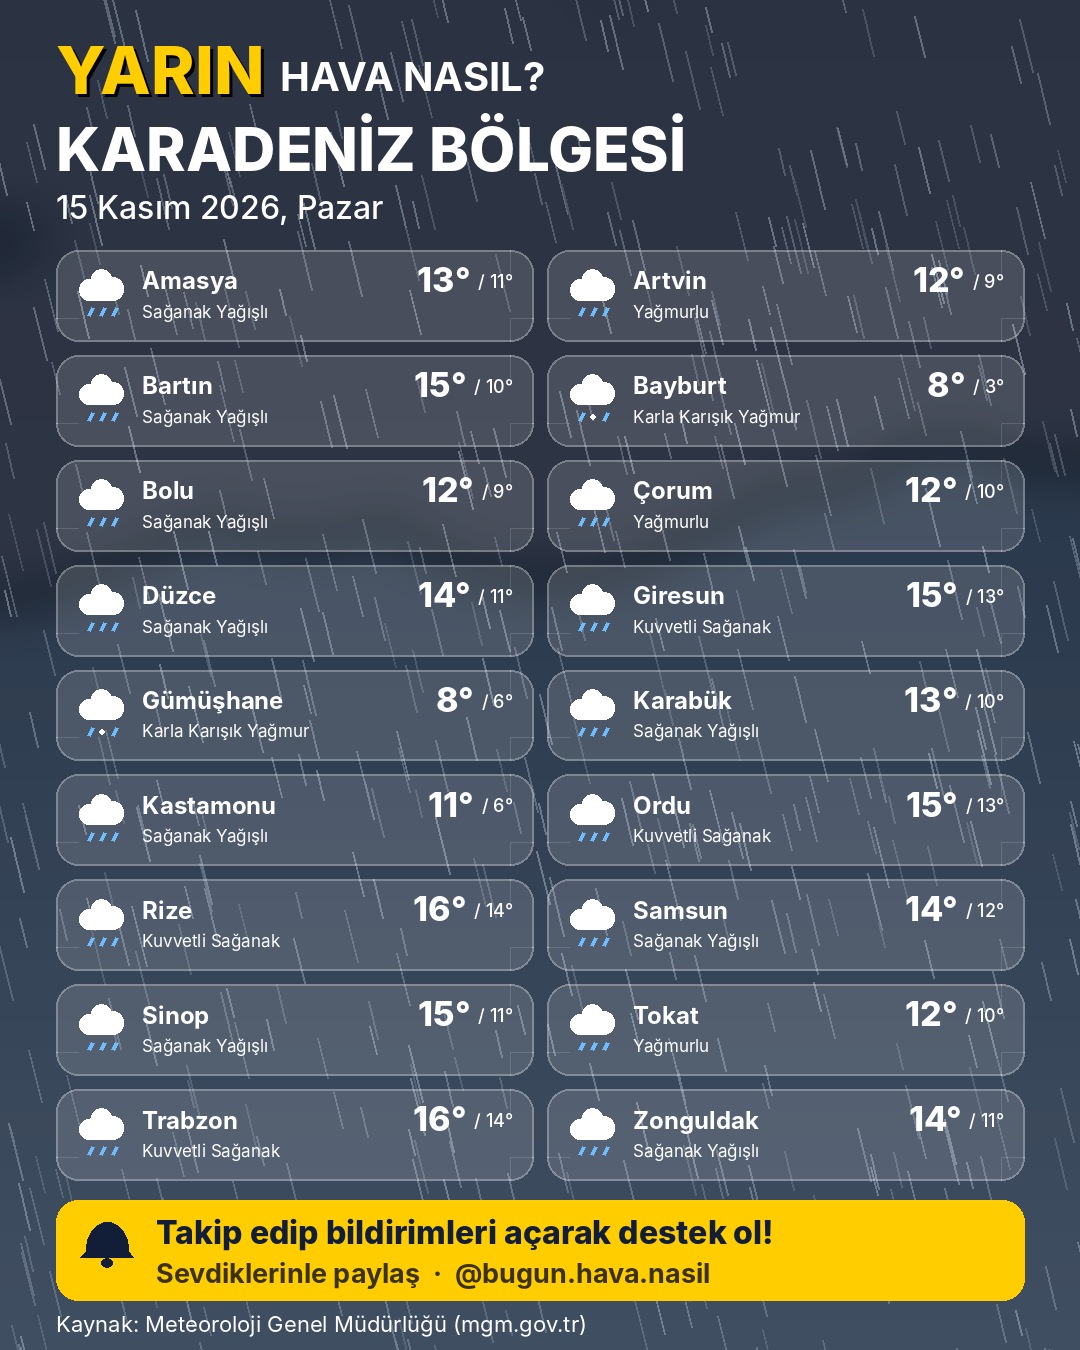 YARIN HAVA NASIL?
KARADENİZ BÖLGESİ
15 Kasım 2026, Pazar
Amasya 13° / 11°
Sağanak Yağışlı
Artvin 12° / 9°
Yağmurlu
Bartın 15° / 10°
Sağanak Yağışlı
Bayburt 8° / 3°
Karla Karışık Yağmur
Bolu 12° / 9°
Sağanak Yağışlı
Çorum 12° / 10°
Yağmurlu
Düzce 14° / 11°
Sağanak Yağışlı
Giresun 15° / 13°
Kuvvetli Sağanak
Gümüşhane 8° / 6°
Karla Karışık Yağmur
Karabük 13° / 10°
Sağanak Yağışlı
Kastamonu 11° / 6°
Sağanak Yağışlı
Ordu 15° / 13°
Kuvvetli Sağanak
Rize 16° / 14°
Kuvvetli Sağanak
Samsun 14° / 12°
Sağanak Yağışlı
Sinop 15° / 11°
Sağanak Yağışlı
Tokat 12° / 10°
Yağmurlu
Trabzon 16° / 14°
Kuvvetli Sağanak
Zonguldak 14° / 11°
Sağanak Yağışlı
Takip edip bildirimleri açarak destek ol!
Sevdiklerinle paylaş · @bugun.hava.nasil
Kaynak: Meteoroloji Genel Müdürlüğü (mgm.gov.tr)